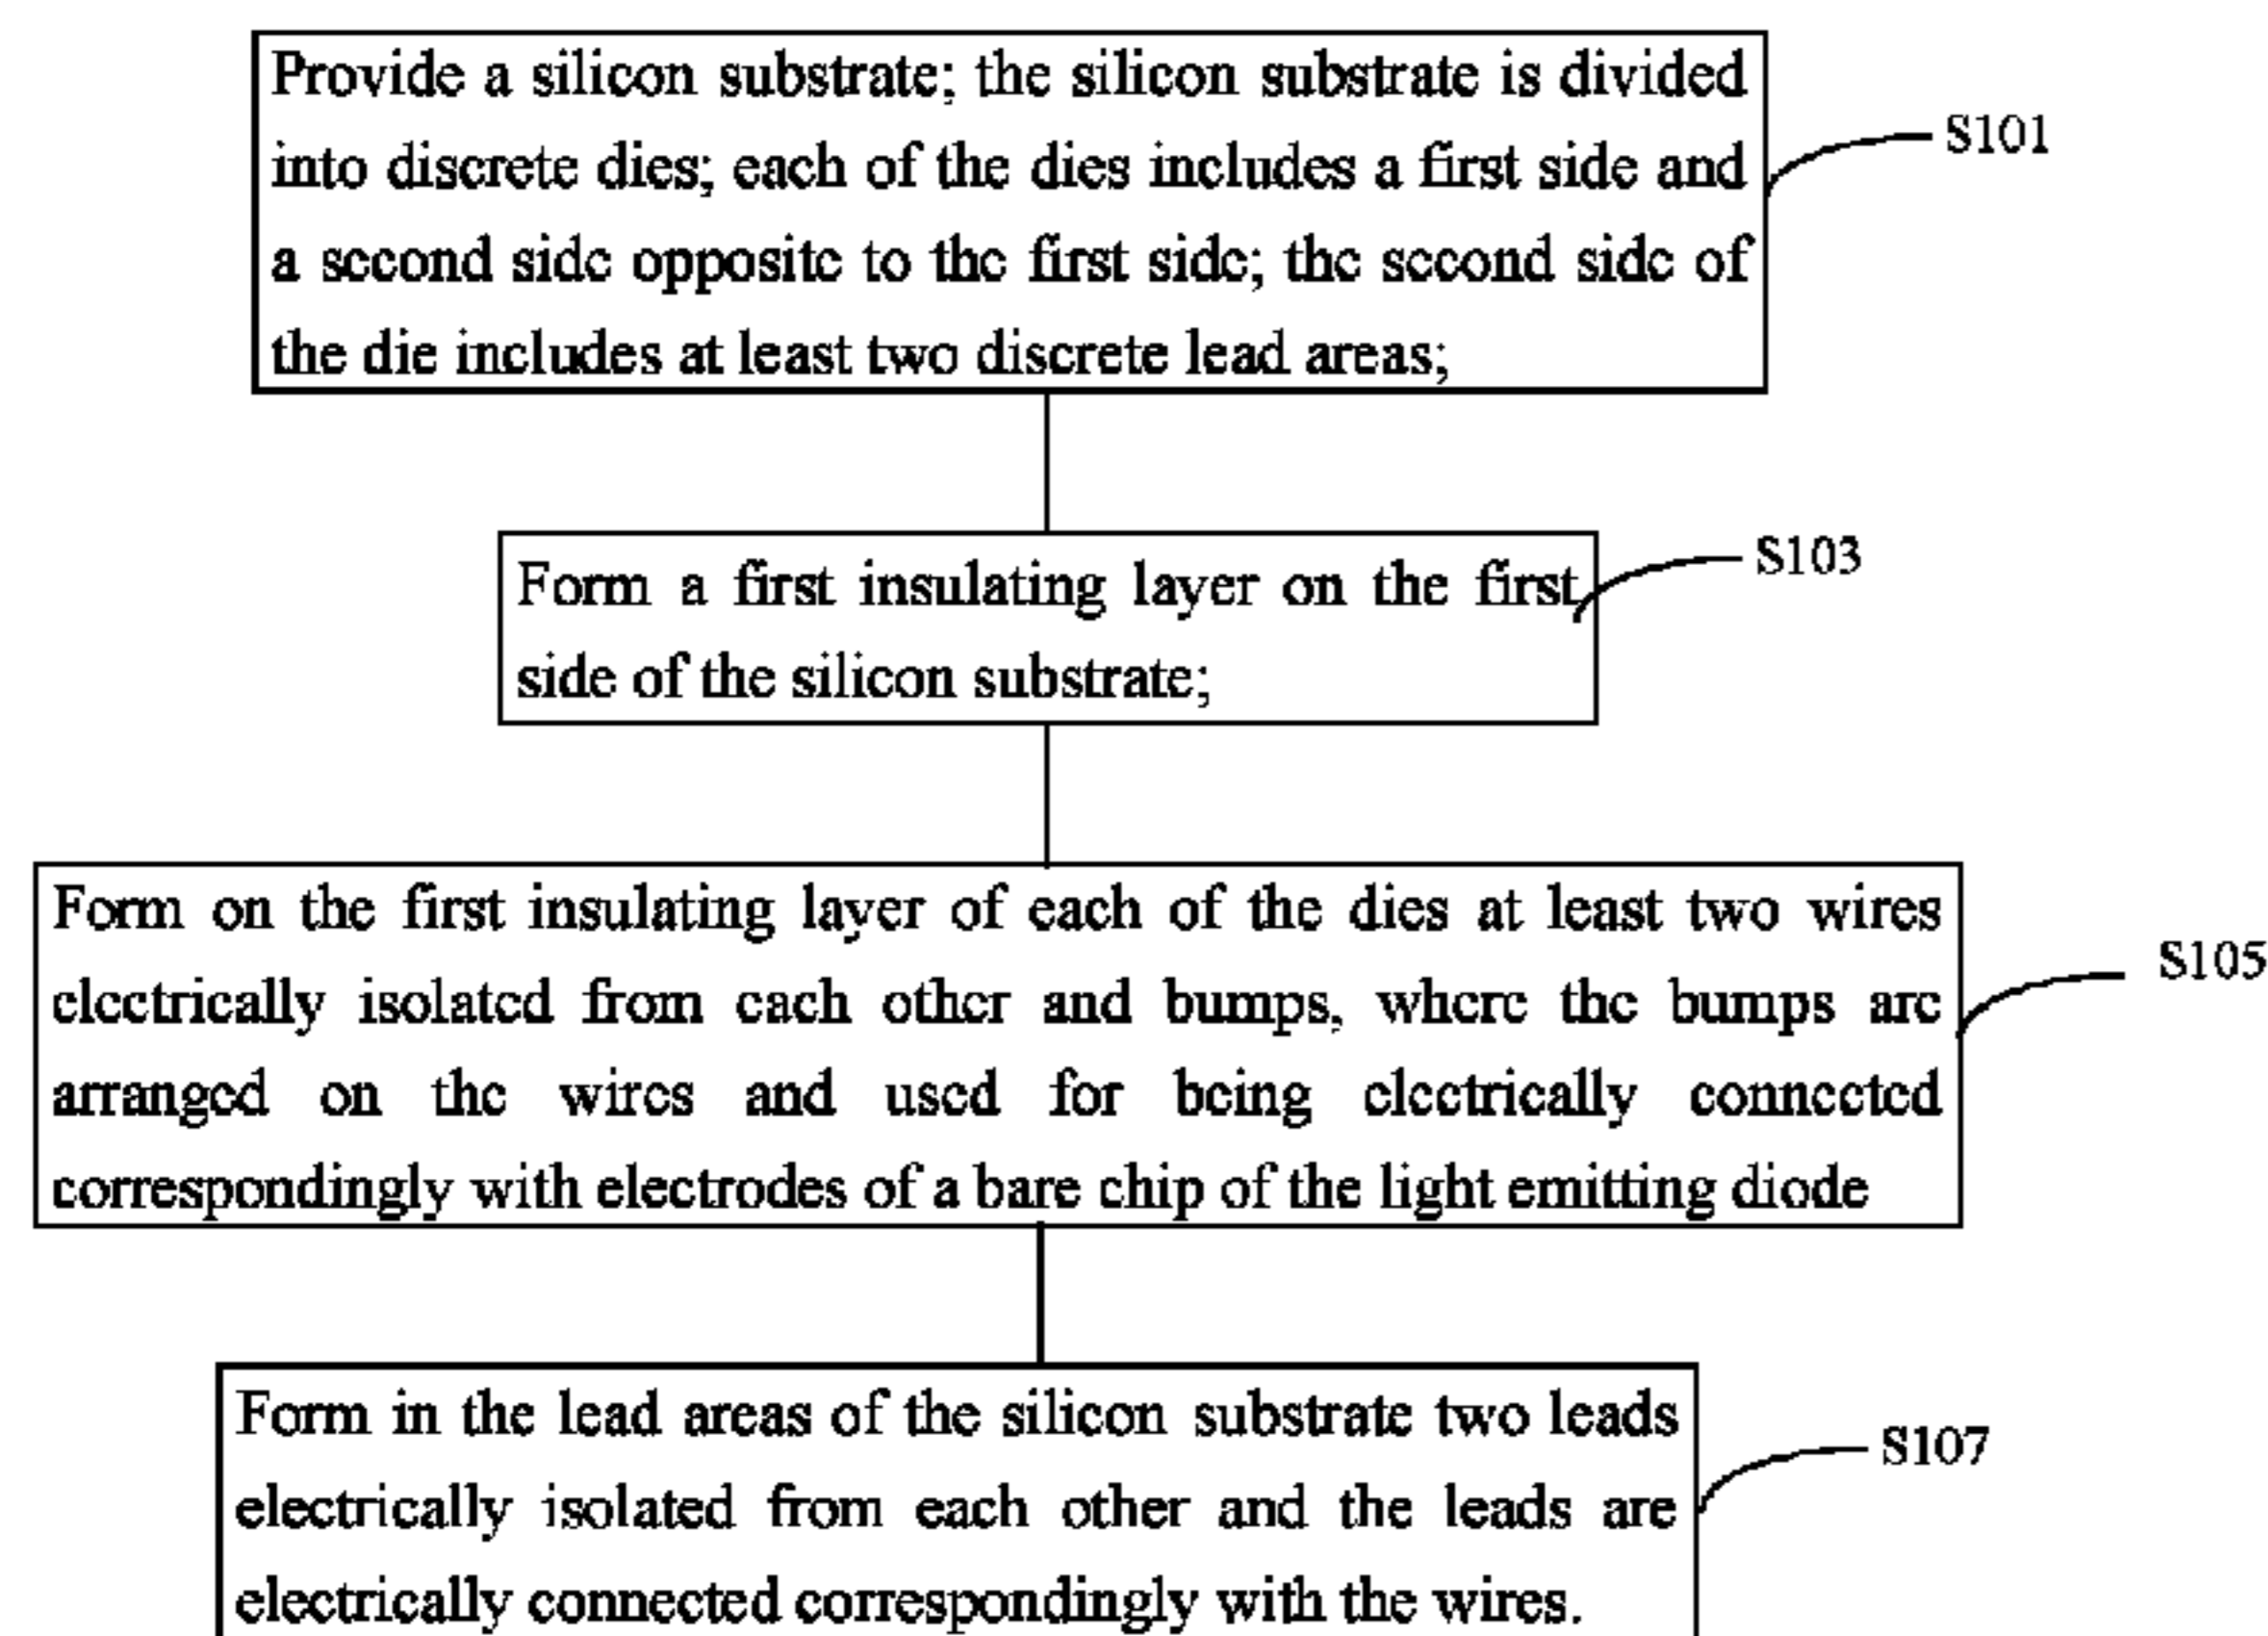 Provide a silicon substrate; the silicon substrate is divided
into discrete dies; each of the dies includes a first side and
a second side opposite to the first side; the second side of
the die includes at least two discrete lead areas;
S101
Form a first insulating layer on the first
side of the silicon substrate;
S103
Form on the first insulating layer of each of the dies at least two wires
electrically isolated from each other and bumps, where the bumps are
arranged on the wires and used for being electrically connected
correspondingly with electrodes of a bare chip of the light emitting diode
S105
Form in the lead areas of the silicon substrate two leads
electrically isolated from each other and the leads are
electrically connected correspondingly with the wires.
S107